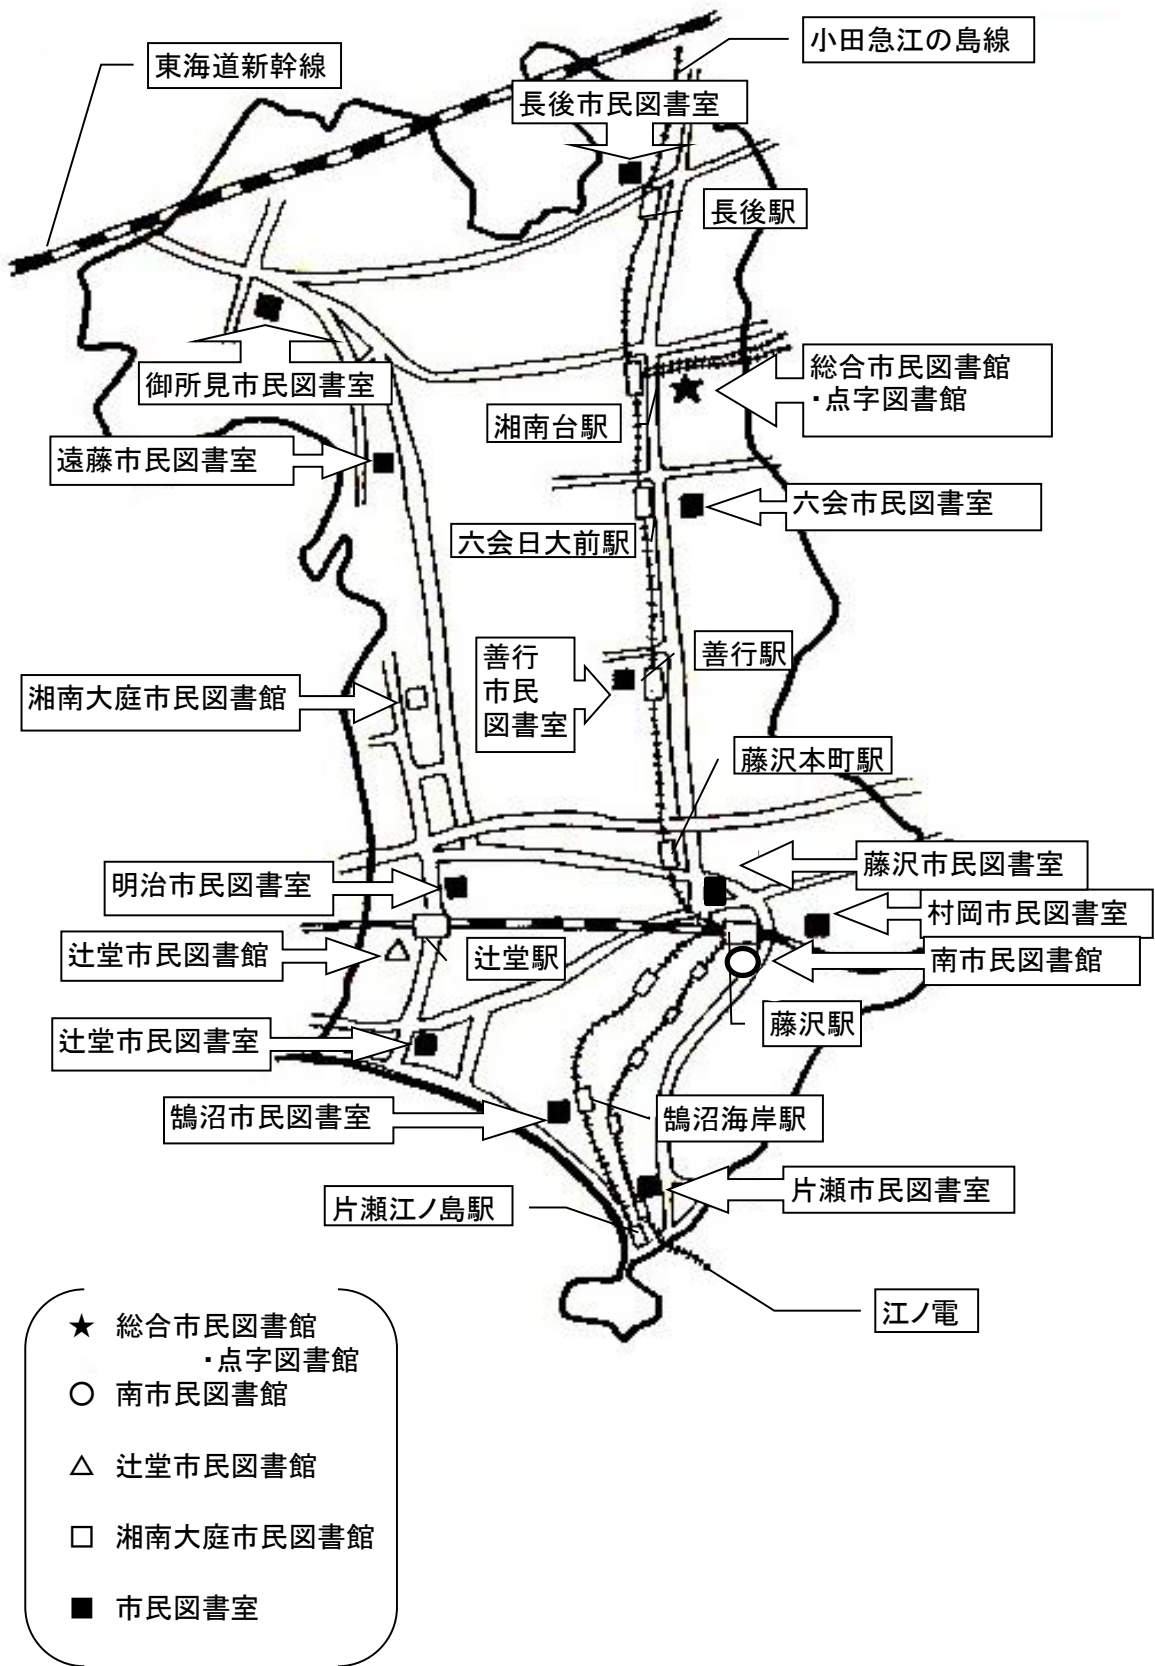 小田急江の島線
東海道新幹線
長後市民図書室
長後駅
総合市民図書館
・点字図書館
御所見市民図書室
湘南台駅
遠藤市民図書室
六会市民図書室
六会日大前駅
善行駅
善行
市民
図書室
湘南大庭市民図書館
藤沢本町駅
藤沢市民図書室
明治市民図書室
村岡市民図書室
辻堂市民図書館
辻堂駅
南市民図書館
藤沢駅
辻堂市民図書室
鵠沼市民図書室
鵠沼海岸駅
片瀬市民図書室
片瀬江ノ島駅
江ノ電
★ 総合市民図書館
・点字図書館
○ 南市民図書館
△ 辻堂市民図書館
□ 湘南大庭市民図書館
■ 市民図書室